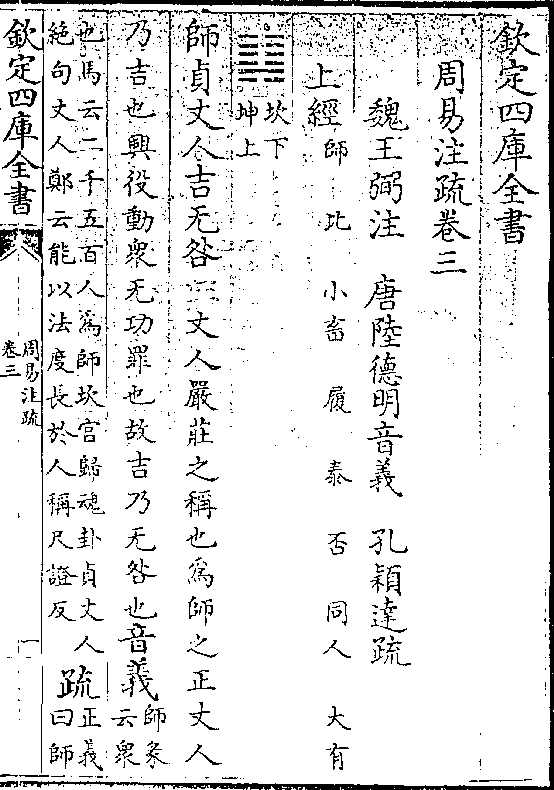 欽定四庫全書
周易注疏卷三
魏王弼注　唐陸德明音義　孔穎達疏
上經師　比　小畜　履　泰　否　同人　大有
坎下
坤上
師貞丈人吉无咎丈人嚴莊之稱也爲師之正丈人
乃吉也興役動衆无功罪也故吉乃无咎也音義師彖
云衆
也馬云二千五百人爲師坎宫歸魂卦貞丈人
絶句丈人鄭云能以法度長於人稱尺證反
疏正義
曰師
欽定四庫全書
周易注疏
卷三
一